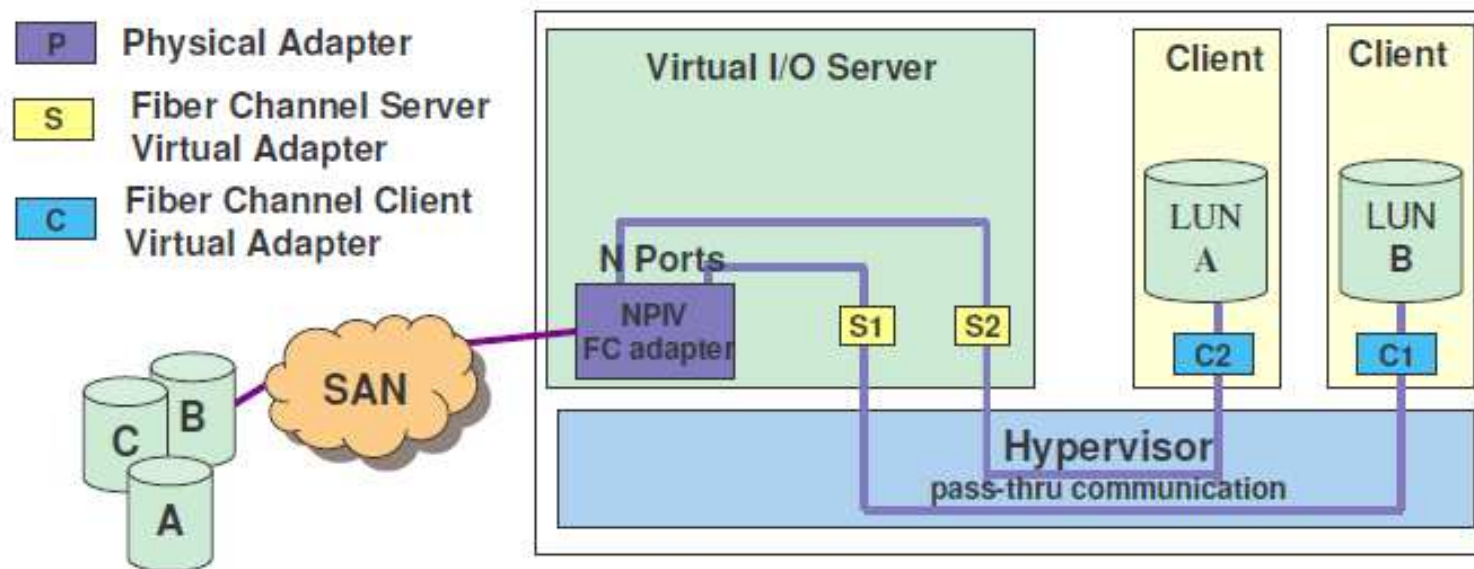 P Physical Adapter
S Fiber Channel Server
Virtual Adapter
C Fiber Channel Client
Virtual Adapter
Virtual I/O Server
Client
Client
N Ports
NPIV
FC adapter
S1
S2
LUN
A
LUN
B
C2
C1
SAN
B
C
A
Hypervisor
pass-thru communication